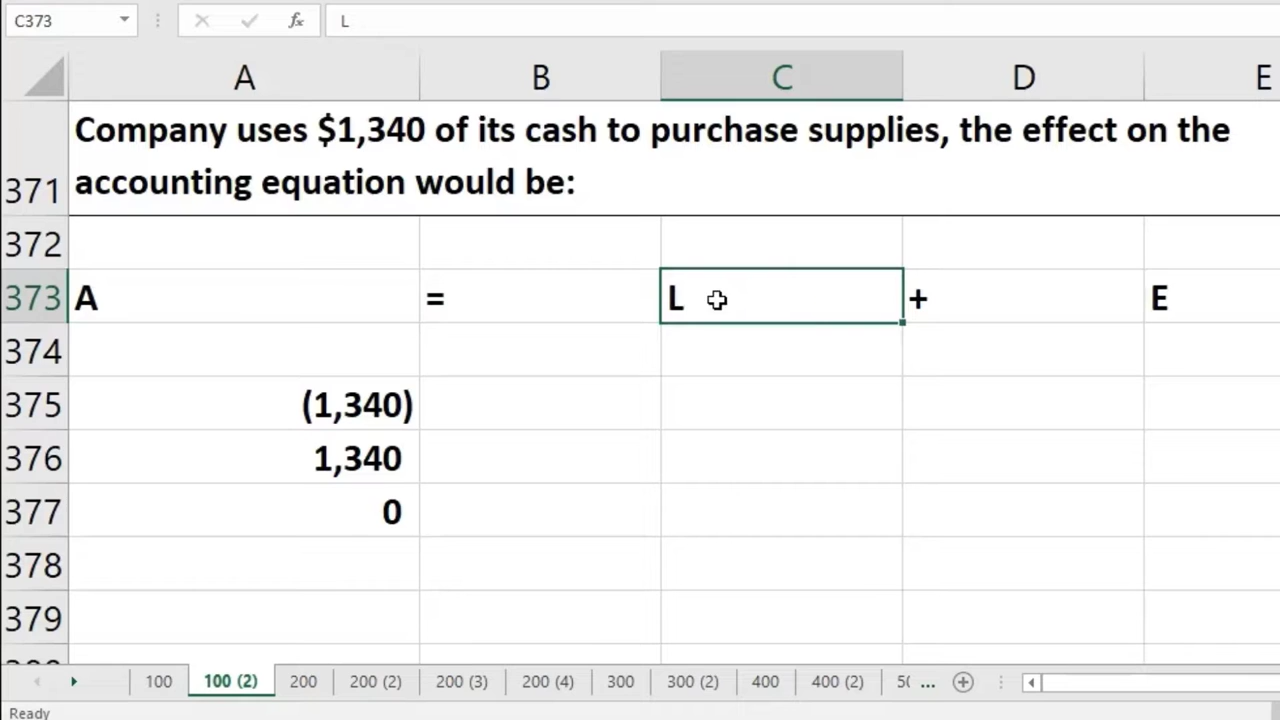 C373
fx
L
A B C D E
371 Company uses $1,340 of its cash to purchase supplies, the effect on the
accounting equation would be:
372
373 A = L + E
374
375 (1,340)
376 1,340
377 0
378
379
100 100 (2) 200 200 (2) 200 (3) 200 (4) 300 300 (2) 400 400 (2) ...
Ready